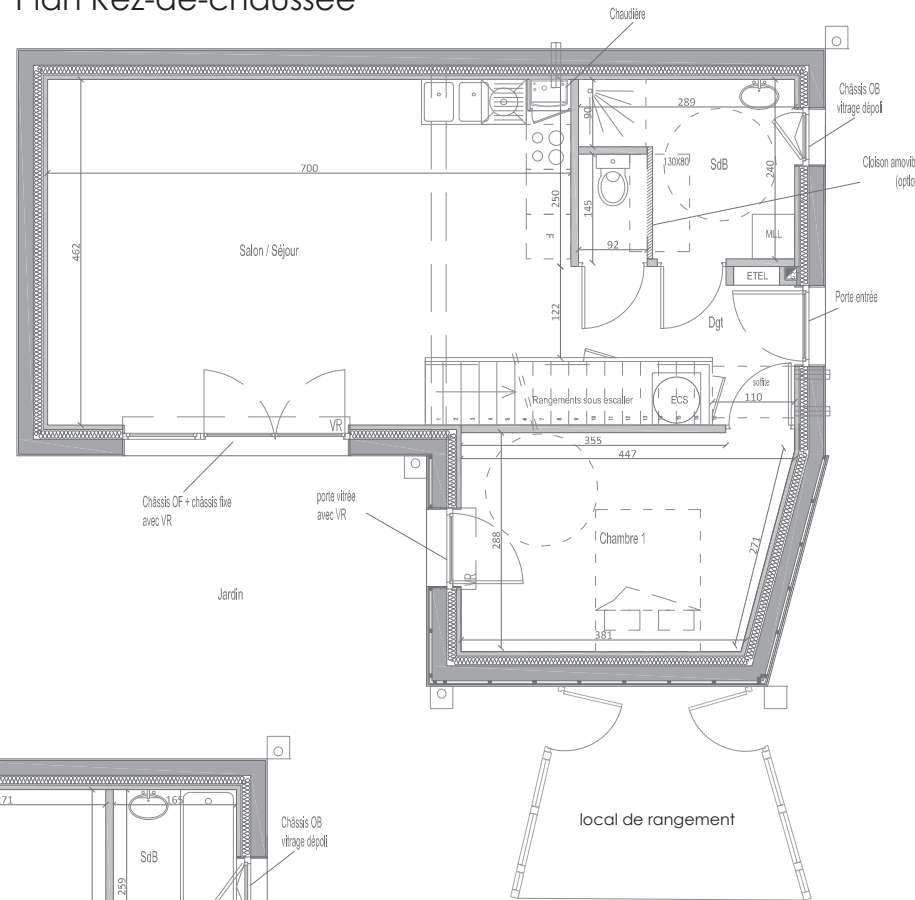 Plan Rez-de-chaussée
Chaudière
Châssis OB
vitrage dépoli
289
90
130X80
SdB
240
Cloison amovib
(optio
700
250
145
462
Salon / Séjour
F
92
MLL
ETEL
Porte entrée
122
Dgt
soffite
Rangements sous escalier
ECS
110
VR
355
447
Châssis OF + châssis fixe
avec VR
porte vitrée
avec VR
288
Chambre 1
271
VR
Jardin
381
271
165
Châssis OB
vitrage dépoli
SdB
259
local de rangement